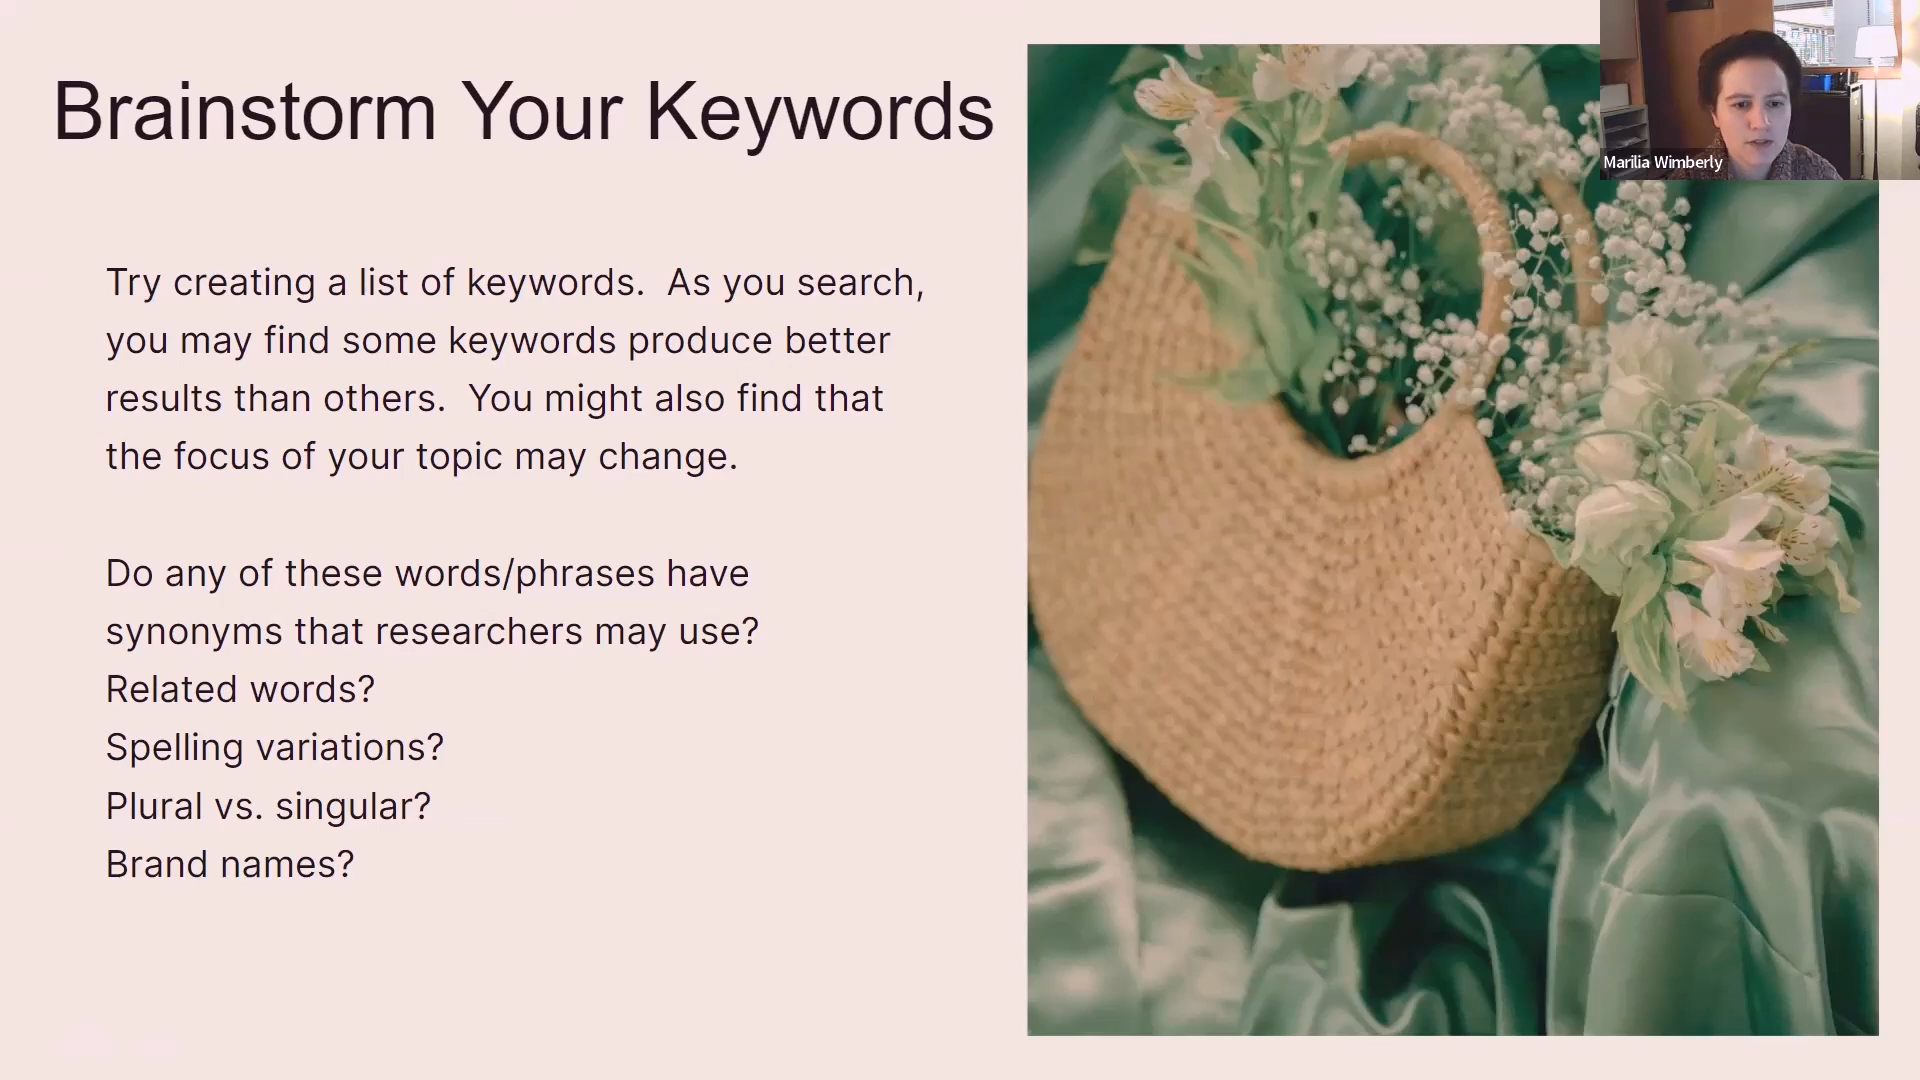 Brainstorm Your Keywords
Marilia Wimberly
Try creating a list of keywords.  As you search,
you may find some keywords produce better
results than others.  You might also find that
the focus of your topic may change.
Do any of these words/phrases have
synonyms that researchers may use?
Related words?
Spelling variations?
Plural vs. singular?
Brand names?